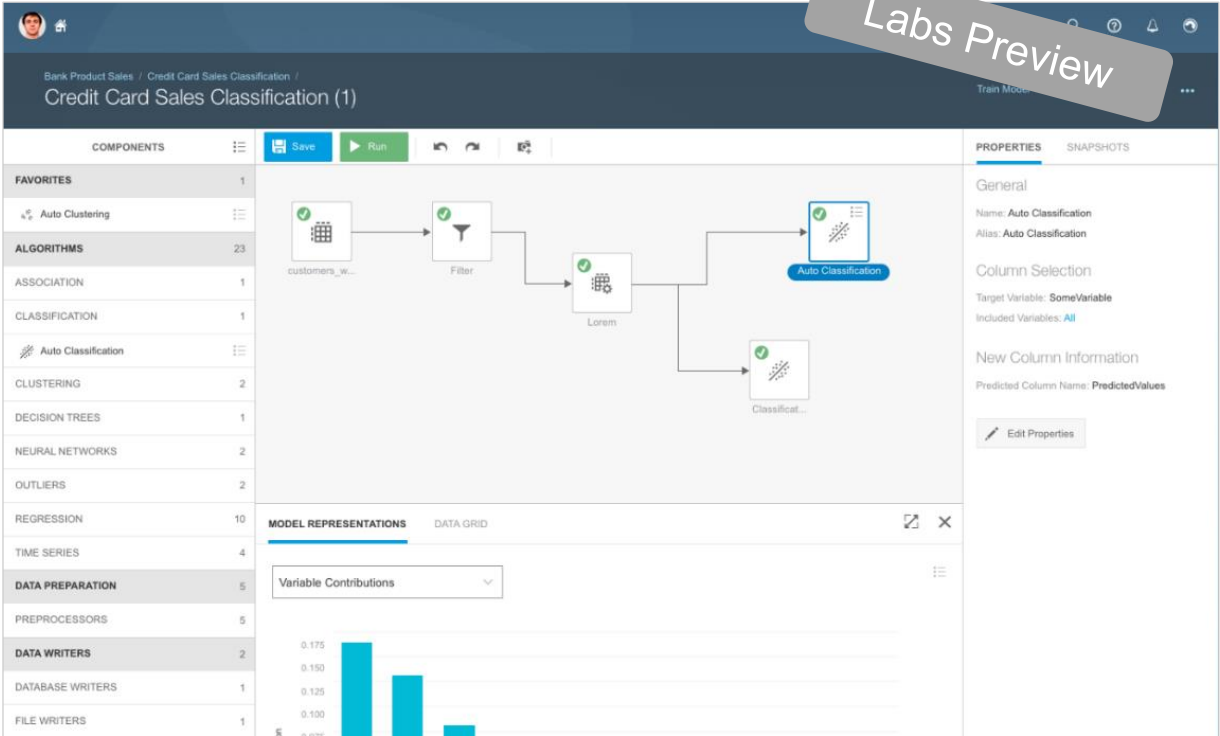 Labs Preview
Bank Product Sales / Credit Card Sales Classification /
Credit Card Sales Classification (1)
Train Model
COMPONENTS
Save
Run
PROPERTIES
SNAPSHOTS
FAVORITES 1
Auto Clustering
ALGORITHMS 23
ASSOCIATION 1
CLASSIFICATION 1
Auto Classification
CLUSTERING 2
DECISION TREES 1
NEURAL NETWORKS 2
OUTLIERS 2
REGRESSION 10
TIME SERIES 4
DATA PREPARATION 5
PREPROCESSORS 5
DATA WRITERS 2
DATABASE WRITERS 1
FILE WRITERS 1
customers_w...
Filter
Lorem
Auto Classification
Classificat...
General
Name: Auto Classification
Alias: Auto Classification
Column Selection
Target Variable: SomeVariable
Included Variables: All
New Column Information
Predicted Column Name: PredictedValues
Edit Properties
MODEL REPRESENTATIONS
DATA GRID
Variable Contributions
0.175
0.150
0.125
0.100